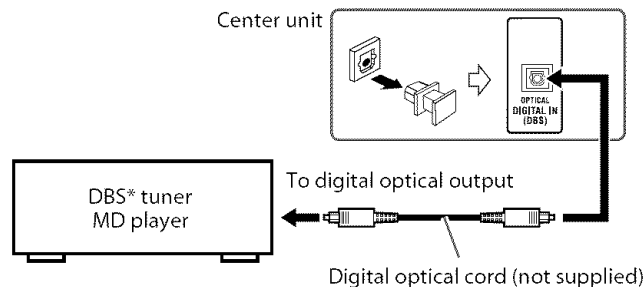 Center unit
OPTICAL
DIGITAL IN
(DBS)
DBS* tuner
MD player
To digital optical output
Digital optical cord (not supplied)